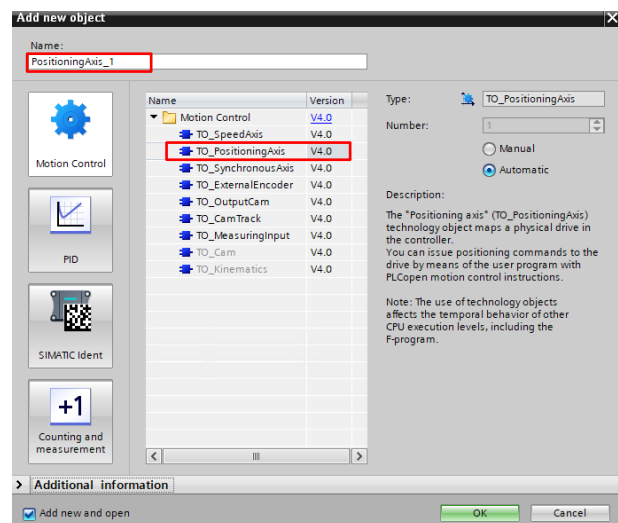 Add new object
Name:
PositioningAxis_1
Motion Control
PID
SIMATIC Ident
+1
Counting and
measurement
Name Version
Motion Control V4.0
TO_SpeedAxis V4.0
TO_PositioningAxis V4.0
TO_SynchronousAxis V4.0
TO_ExternalEncoder V4.0
TO_OutputCam V4.0
TO_CamTrack V4.0
TO_MeasuringInput V4.0
TO_Cam V4.0
TO_Kinematics V4.0
Type: TO_PositioningAxis
Number: 1
Manual
Automatic
Description:
The "Positioning axis" (TO_PositioningAxis)
technology object maps a physical drive in
the controller.
You can issue positioning commands to the
drive by means of the user program with
PLCopen motion control instructions.
Note: The use of technology objects
affects the temporal behavior of other
CPU execution levels, including the
F-program.
Additional information
Add new and open
OK Cancel